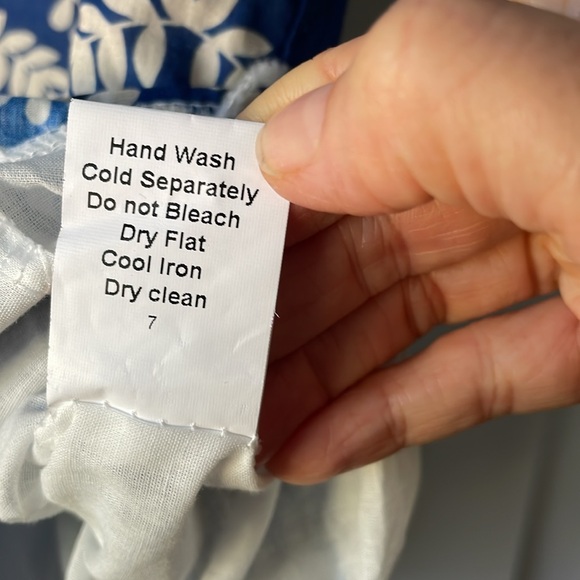 Hand Wash
Cold Separately
Do not Bleach
Dry Flat
Cool Iron
Dry clean
7